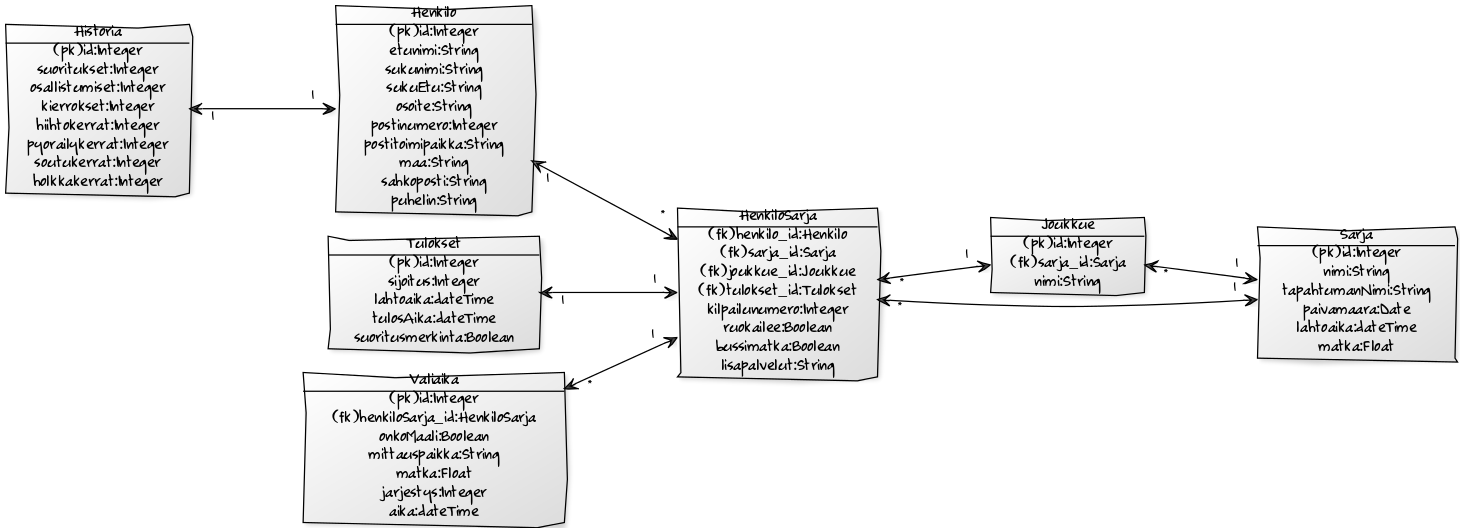 Historia
(pk)id:Integer
suoritukset:Integer
osallistumiset:Integer
kierrokset:Integer
hiihtokerrat:Integer
pyorailykerrat:Integer
soutukerrat:Integer
holkkakerrat:Integer
1
1
Henkilo
(pk)id:Integer
etunimi:String
sukunimi:String
sukuEtu:String
osoite:String
postinumero:Integer
postitoimipaikka:String
maa:String
sahkoposti:String
puhelin:String
1
*
Tulokset
(pk)id:Integer
sijoitus:Integer
lahtoaika:dateTime
tulosAika:dateTime
suoritusmerkinta:Boolean
1
1
Valiaika
(pk)id:Integer
(fk)henkiloSarja_id:HenkiloSarja
onkoMaali:Boolean
mittauspaikka:String
matka:Float
jarjestys:Integer
aika:dateTime
*
1
HenkiloSarja
(fk)henkilo_id:Henkilo
(fk)sarja_id:Sarja
(fk)joukkue_id:Joukkue
(fk)tulokset_id:Tulokset
kilpailunumero:Integer
ruokailee:Boolean
bussimatka:Boolean
lisapalvelut:String
*
1
*
1
Joukkue
(pk)id:Integer
(fk)sarja_id:Sarja
nimi:String
*
1
Sarja
(pk)id:Integer
nimi:String
tapahtumanNimi:String
paivamaara:Date
lahtoaika:dateTime
matka:Float